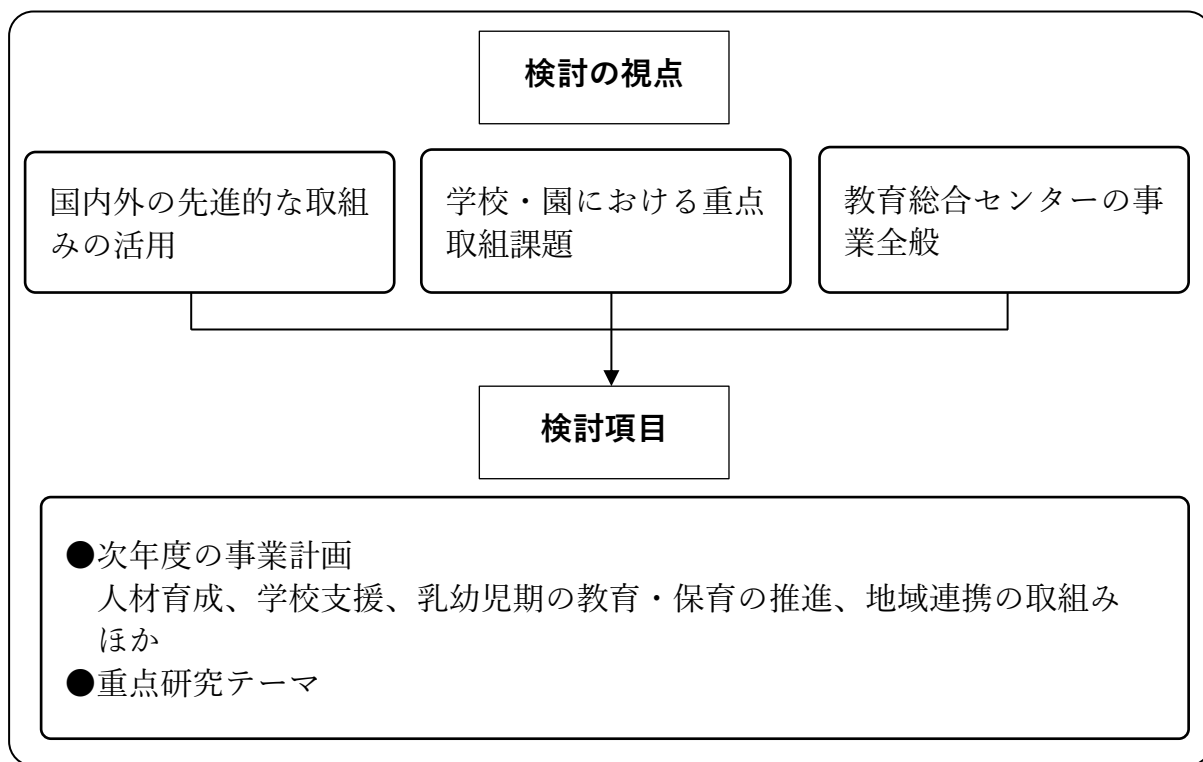 検討の視点
国内外の先進的な取組
みの活用
学校・園における重点
取組課題
教育総合センターの事
業全般
検討項目
●次年度の事業計画
人材育成、学校支援、乳幼児期の教育・保育の推進、地域連携の取組み
ほか
●重点研究テーマ